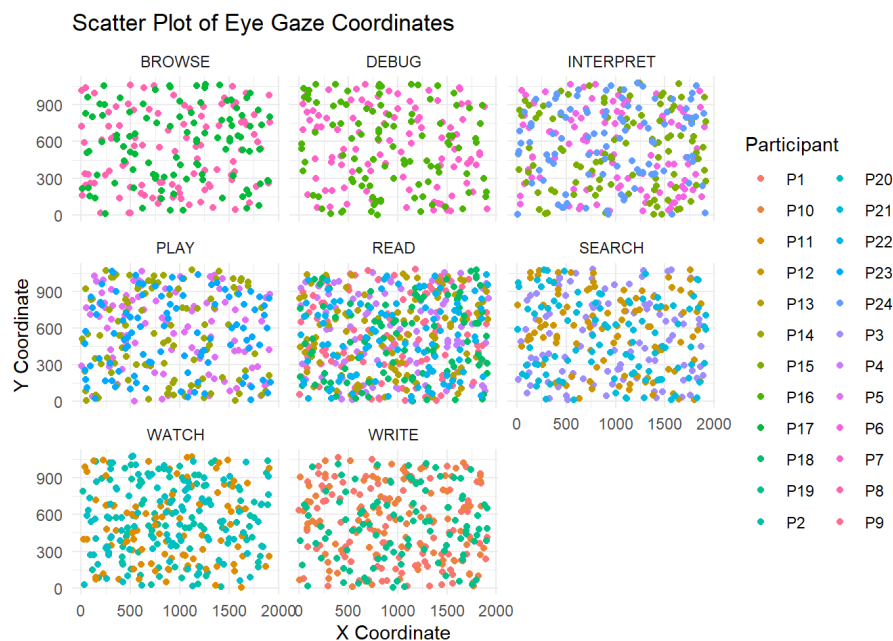 Scatter Plot of Eye Gaze Coordinates
BROWSE DEBUG INTERPRET
900
600
300
0
PLAY READ SEARCH
900
600
300
0
0 500 1000 1500 2000
WATCH WRITE
900
600
300
0
0 500 1000 1500 2000
0 500 1000 1500 2000
X Coordinate
Y Coordinate
Participant
P1 P20
P10 P21
P11 P22
P12 P23
P13 P24
P14 P3
P15 P4
P16 P5
P17 P6
P18 P7
P19 P8
P2 P9